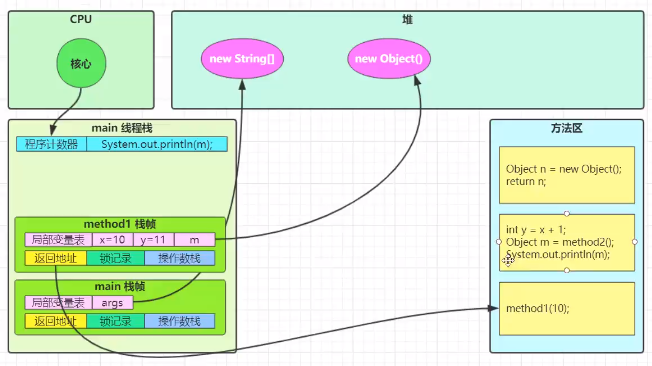 CPU
核心
堆
new String[]
new Object()
main 线程栈
程序计数器 System.out.println(m);
method1 栈帧
局部变量表 x=10 y=11 m
返回地址 锁记录 操作数栈
main 栈帧
局部变量表 args
返回地址 锁记录 操作数栈
方法区
Object n = new Object();
return n;
int y = x + 1;
Object m = method2();
System.out.println(m);
method1(10);